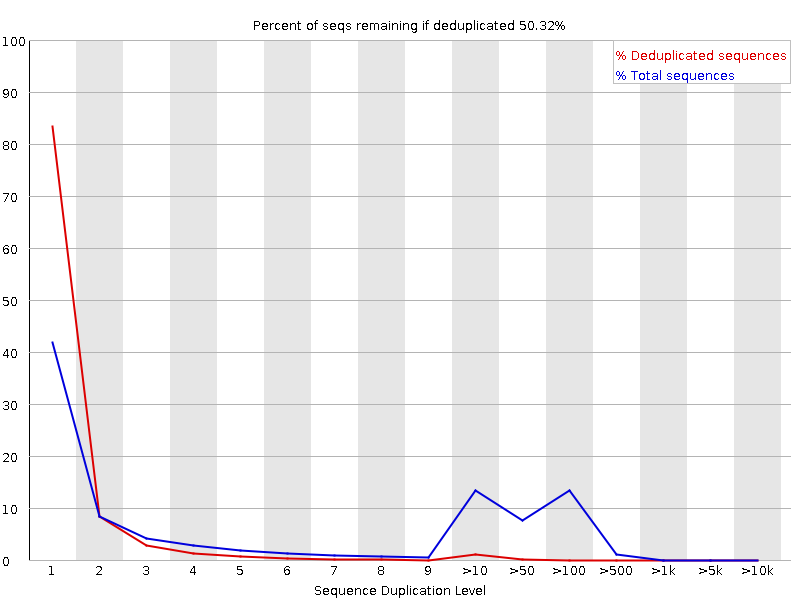 Percent of seqs remaining if deduplicated 50.32%
% Deduplicated sequences
% Total sequences
100
90
80
70
60
50
40
30
20
10
0
1 2 3 4 5 6 7 8 9 >10 >50 >100 >500 >1k >5k >10k
Sequence Duplication Level